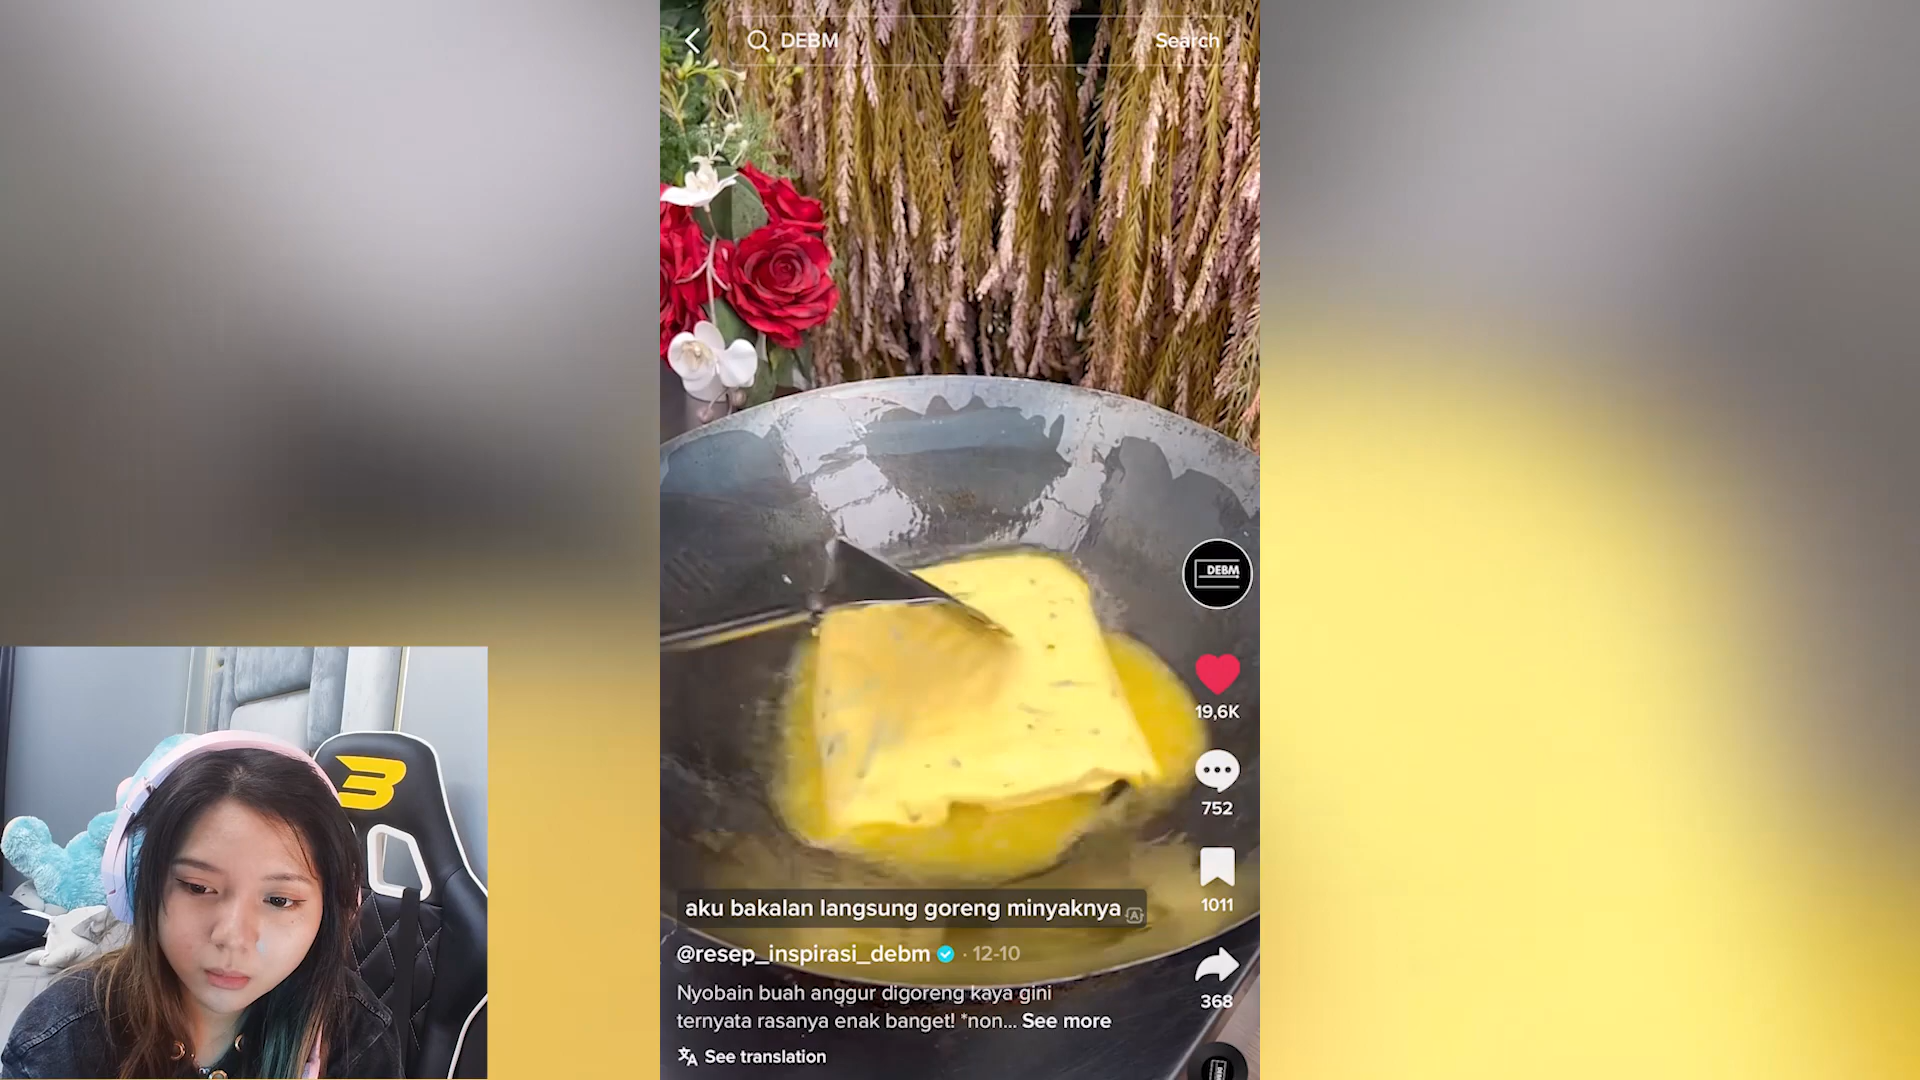 DEBM
Search
DEBM
19,6K
752
1011
368
aku bakalan langsung goreng minyaknya
@resep_inspirasi_debm · 12-10
Nyobain buah anggur digoreng kaya gini
ternyata rasanya enak banget! *non... See more
See translation